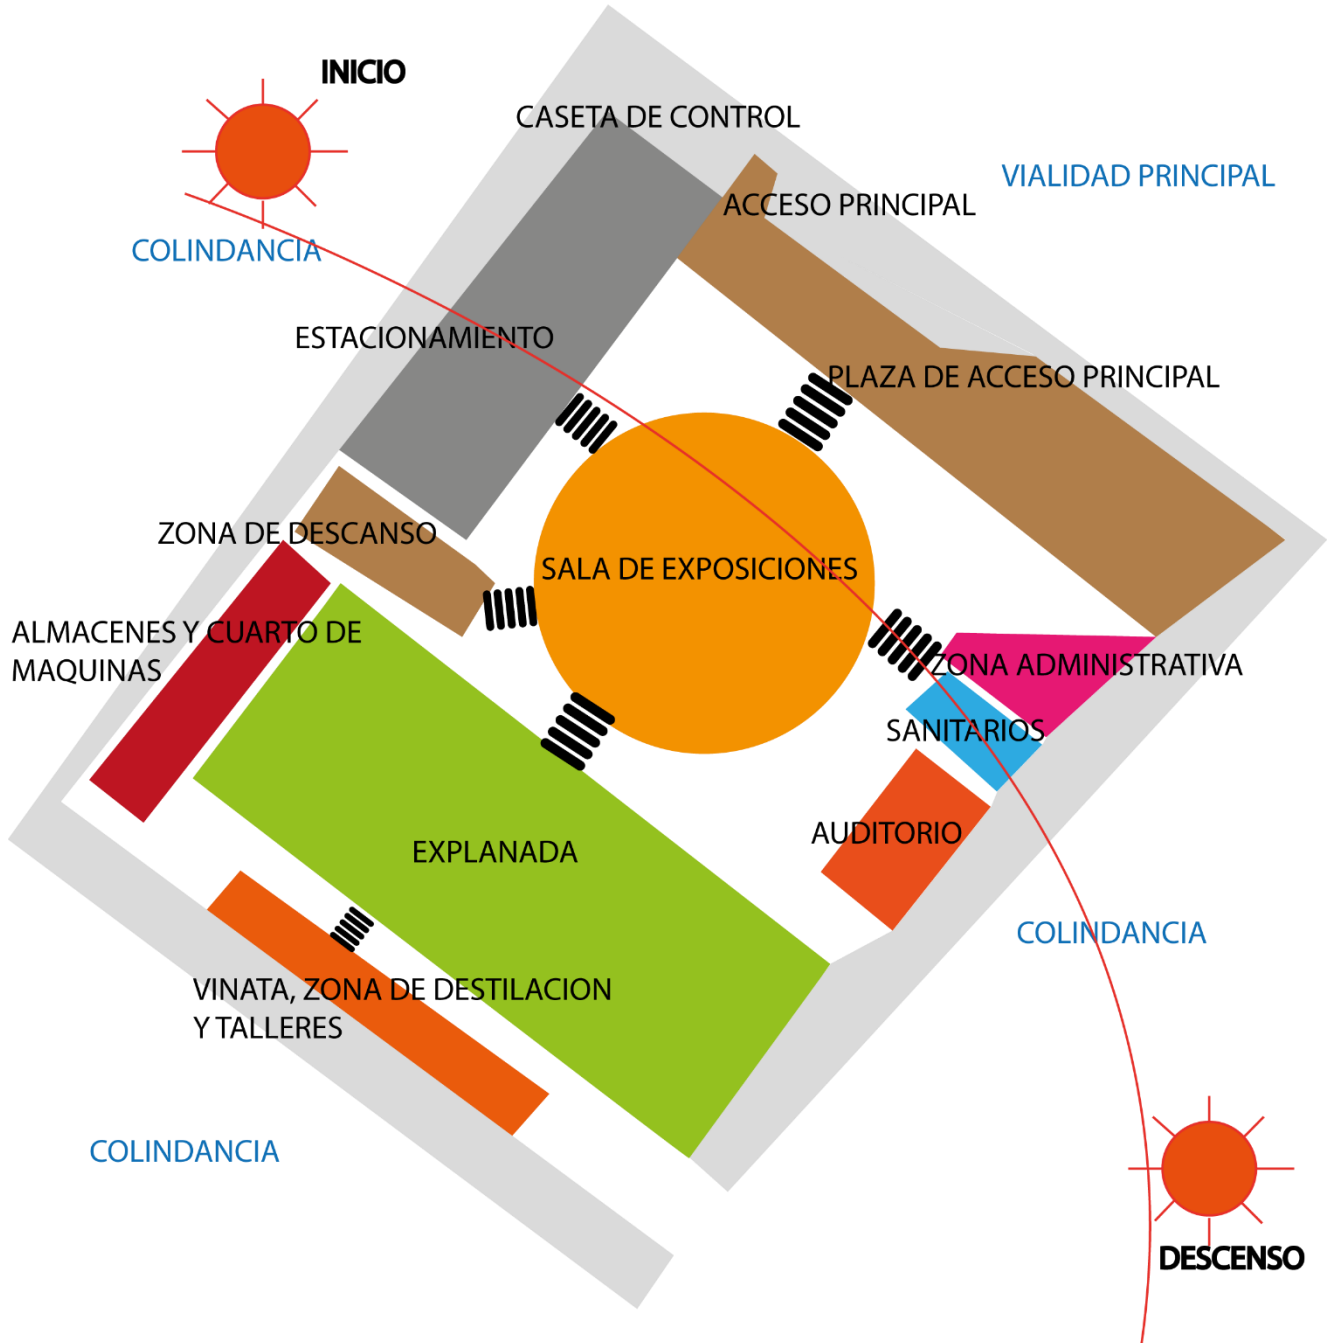 INICIO
CASETA DE CONTROL
VIALIDAD PRINCIPAL
ACCESO PRINCIPAL
COLINDANCIA
ESTACIONAMIENTO
PLAZA DE ACCESO PRINCIPAL
ZONA DE DESCANSO
SALA DE EXPOSICIONES
ALMACENES Y CUARTO DE
MAQUINAS
ZONA ADMINISTRATIVA
SANITARIOS
AUDITORIO
EXPLANADA
COLINDANCIA
VINATA, ZONA DE DESTILACION
Y TALLERES
COLINDANCIA
DESCENSO